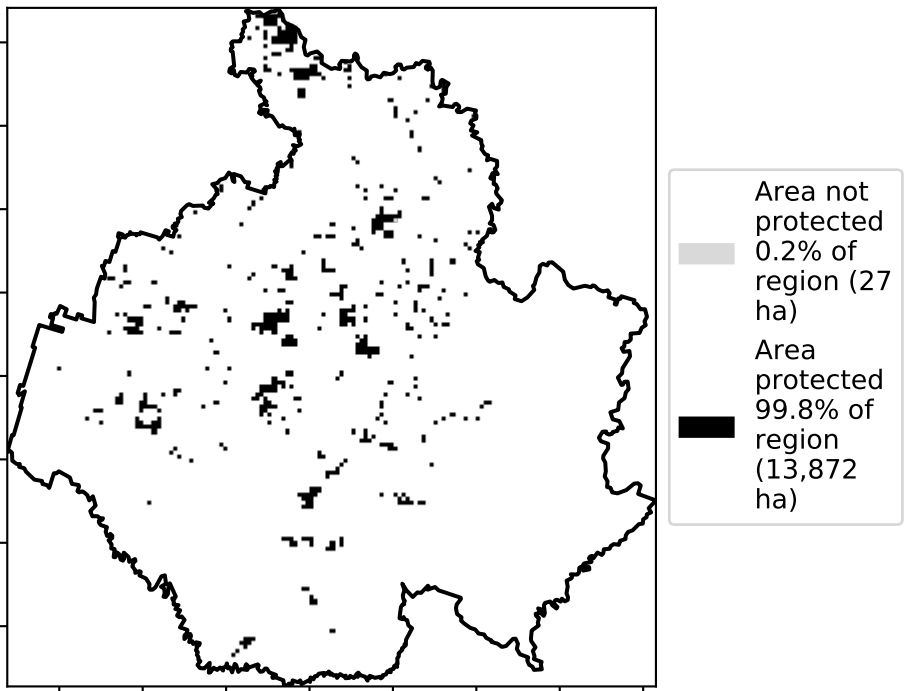 Area not
protected
0.2% of
region (27
ha)
Area
protected
99.8% of
region
(13,872
ha)